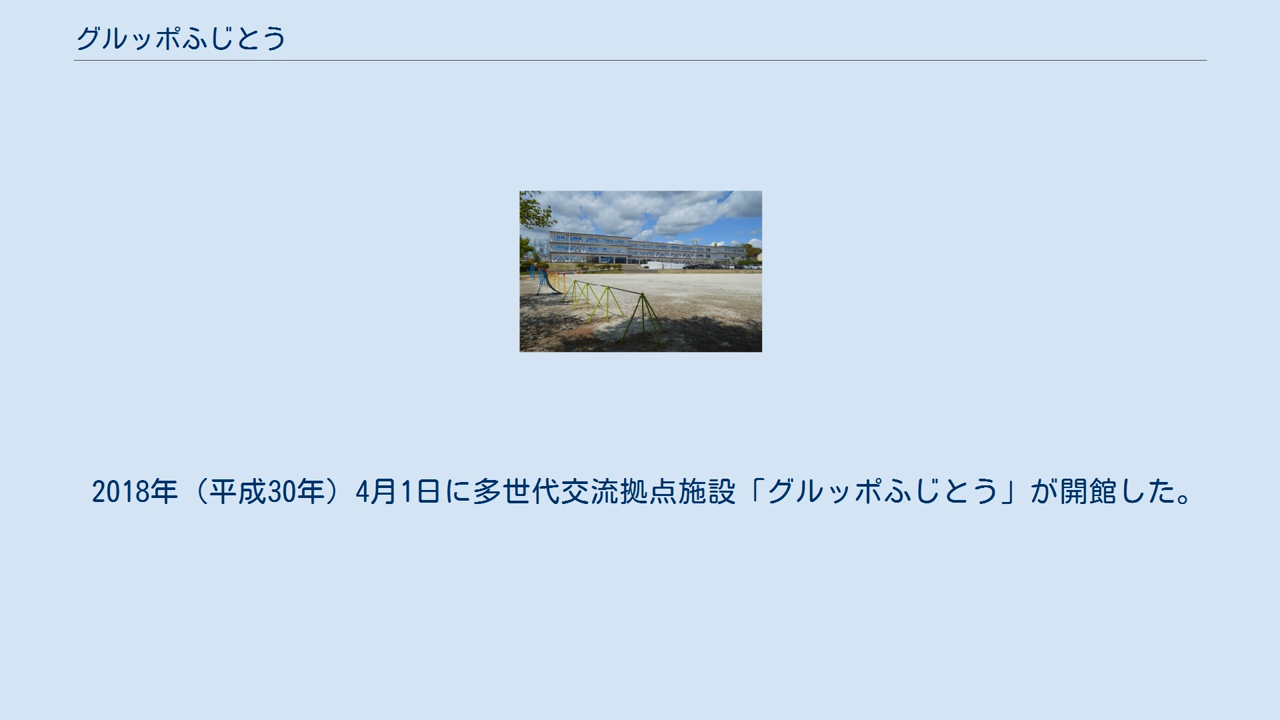 グルッポふじとう
2018年（平成30年）4月1日に多世代交流拠点施設「グルッポふじとう」が開館した。